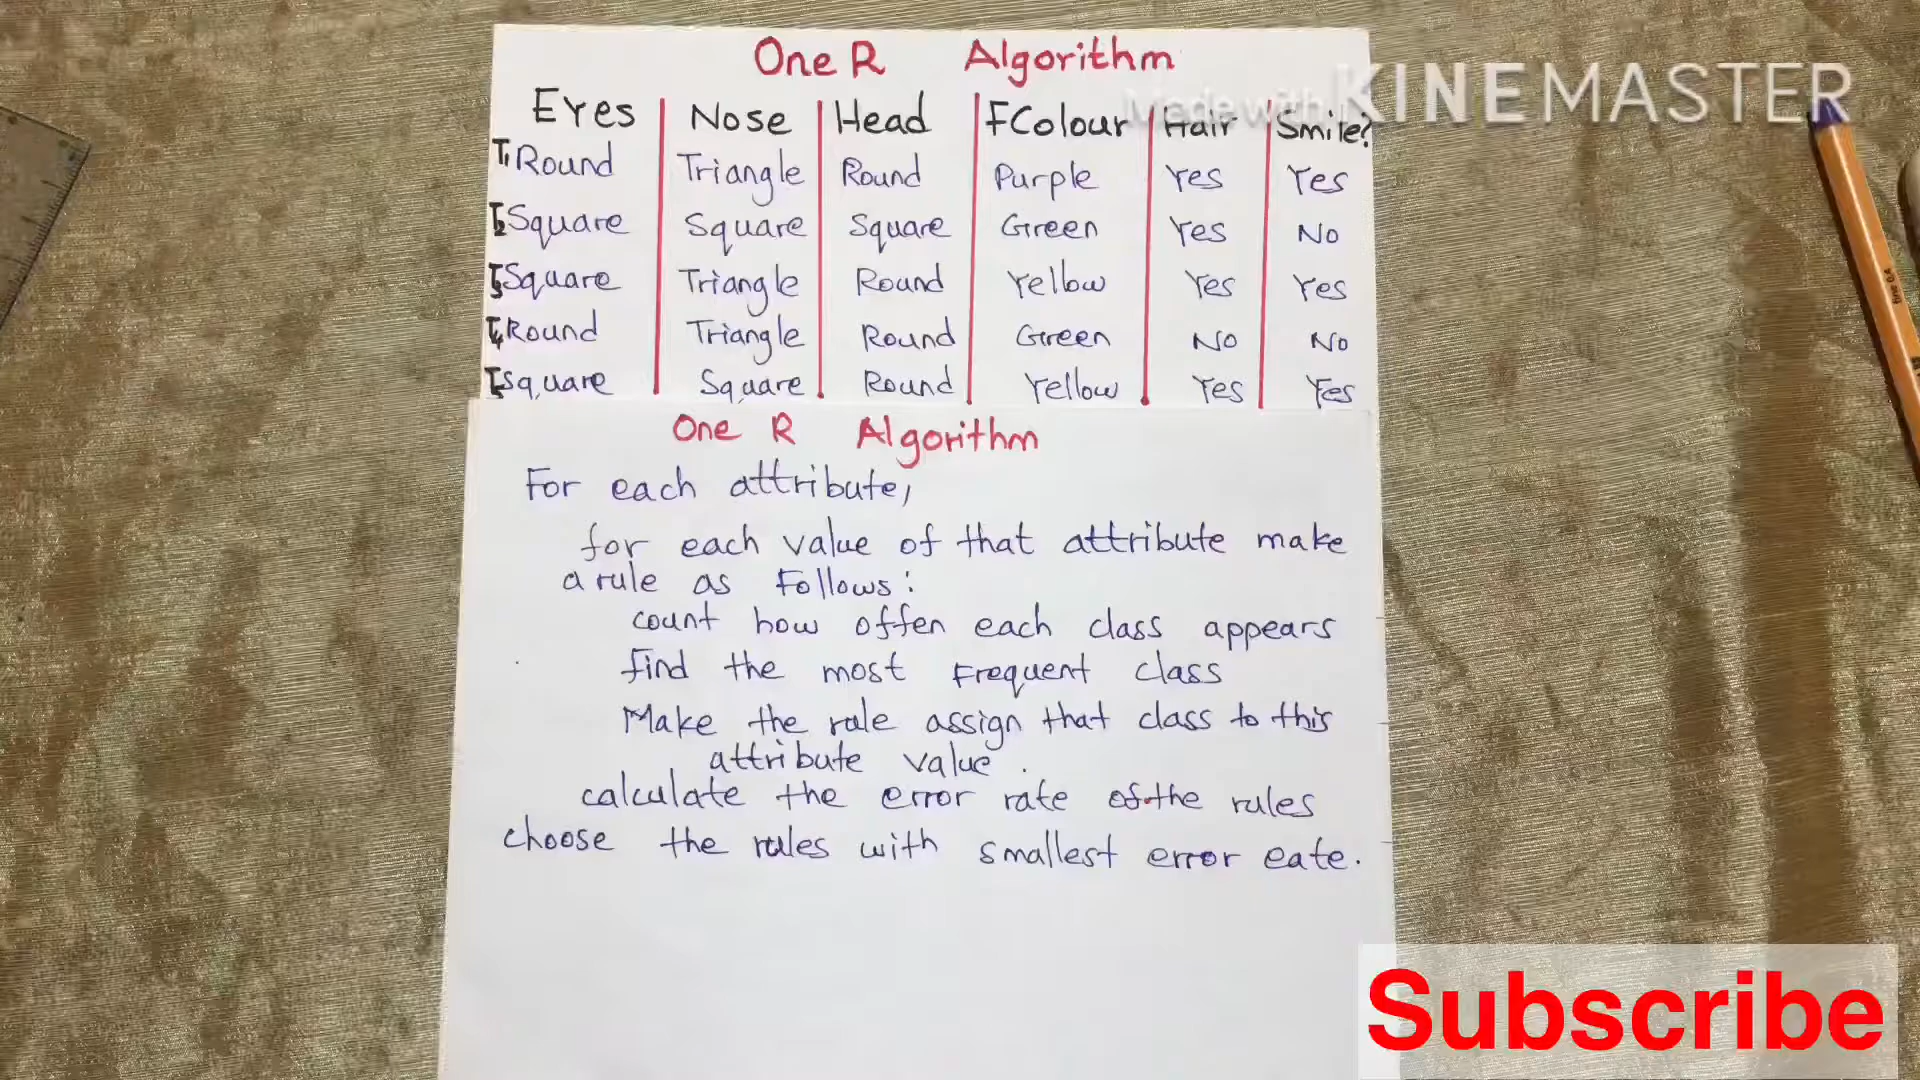 One R Algorithm
Made with KINEMASTER
Eyes Nose Head FColour Hair Smile?
T1 Round Triangle Round Purple Yes Yes
T2 Square Square Square Green Yes No
T3 Square Triangle Round Yellow Yes Yes
T4 Round Triangle Round Green No No
T5 Square Square Round Yellow Yes Yes
One R Algorithm
For each attribute,
for each value of that attribute make
a rule as Follows:
count how offen each class appears
find the most Frequent class
Make the rule assign that class to this
attribute value.
calculate the error rate of the rules
choose the rules with smallest error eate.
Subscribe